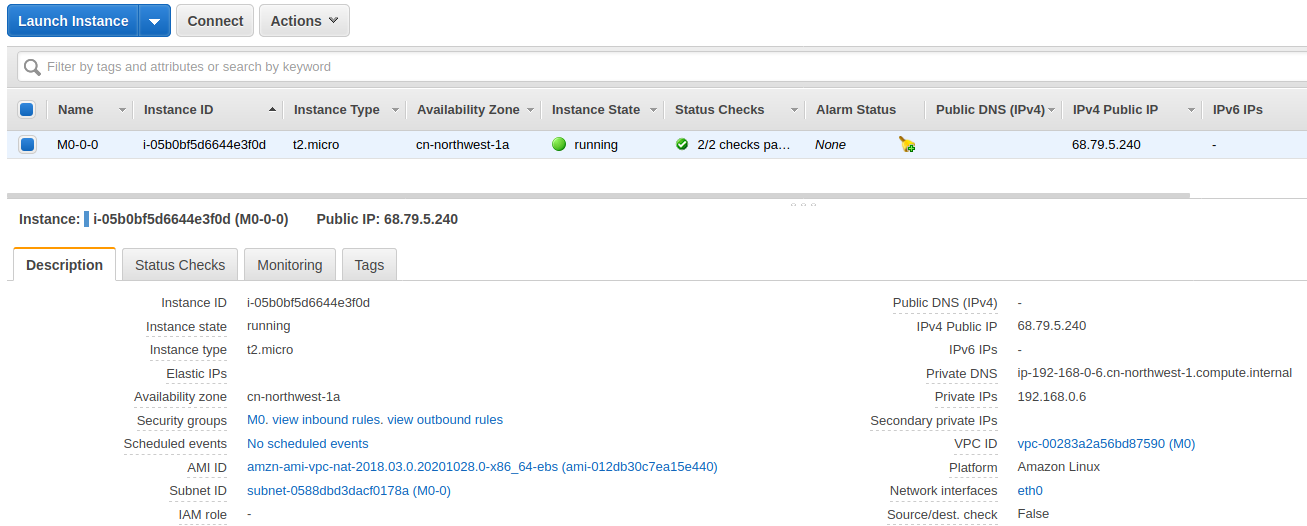 Launch Instance Connect Actions
Filter by tags and attributes or search by keyword
Name Instance ID Instance Type Availability Zone Instance State Status Checks Alarm Status Public DNS (IPv4) IPv4 Public IP IPv6 IPs
M0-0-0 i-05b0bf5d6644e3f0d t2.micro cn-northwest-1a running 2/2 checks pa… None 68.79.5.240 -
Instance: i-05b0bf5d6644e3f0d (M0-0-0) Public IP: 68.79.5.240
Description Status Checks Monitoring Tags
Instance ID i-05b0bf5d6644e3f0d Public DNS (IPv4) -
Instance state running IPv4 Public IP 68.79.5.240
Instance type t2.micro IPv6 IPs -
Elastic IPs Private DNS ip-192-168-0-6.cn-northwest-1.compute.internal
Availability zone cn-northwest-1a Private IPs 192.168.0.6
Security groups M0. view inbound rules. view outbound rules Secondary private IPs
Scheduled events No scheduled events VPC ID vpc-00283a2a56bd87590 (M0)
AMI ID amzn-ami-vpc-nat-2018.03.0.20201028.0-x86_64-ebs (ami-012db30c7ea15e440) Platform Amazon Linux
Subnet ID subnet-0588dbd3dacf0178a (M0-0) Network interfaces eth0
IAM role - Source/dest. check False